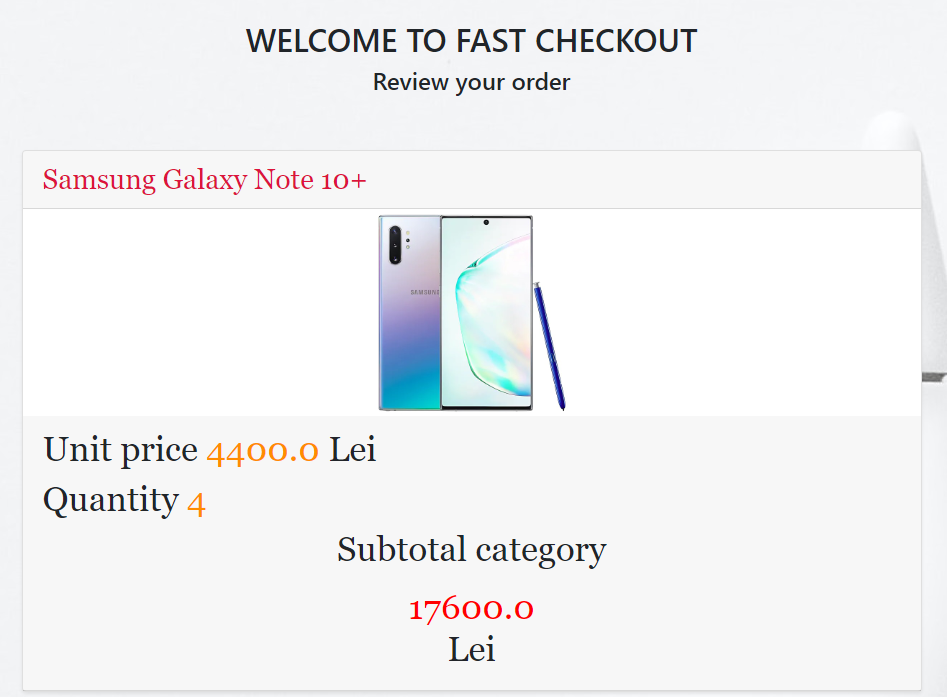 WELCOME TO FAST CHECKOUT
Review your order
Samsung Galaxy Note 10+
SAMSUNG
Unit price 4400.0 Lei
Quantity 4
Subtotal category
17600.0
Lei